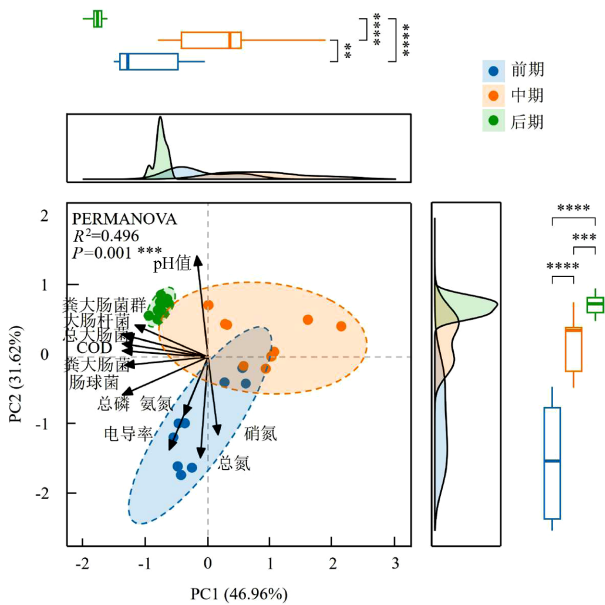 ****
**
****
前期
中期
后期
PERMANOVA
R²=0.496
P=0.001 ***
pH值
粪大肠菌群
大肠杆菌
总大肠菌
COD
粪大肠菌
肠球菌
总磷 氨氮
电导率
硝氮
总氮
2
1
0
-1
-2
PC2 (31.62%)
-2 -1 0 1 2 3
PC1 (46.96%)
****
***
****